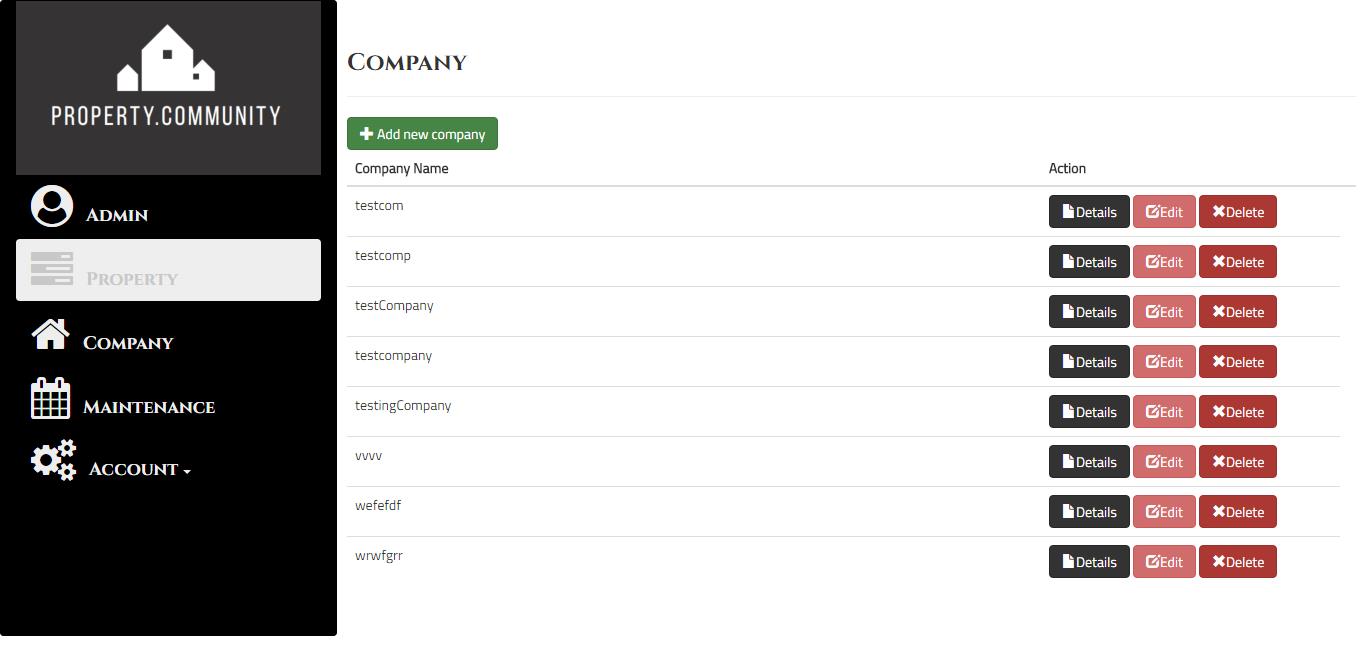 PROPERTY.COMMUNITY
Admin
Property
Company
Maintenance
Account
Company
Add new company
Company Name Action
testcom Details Edit Delete
testcomp Details Edit Delete
testCompany Details Edit Delete
testcompany Details Edit Delete
testingCompany Details Edit Delete
vvvv Details Edit Delete
wefefdf Details Edit Delete
wrwfgrr Details Edit Delete